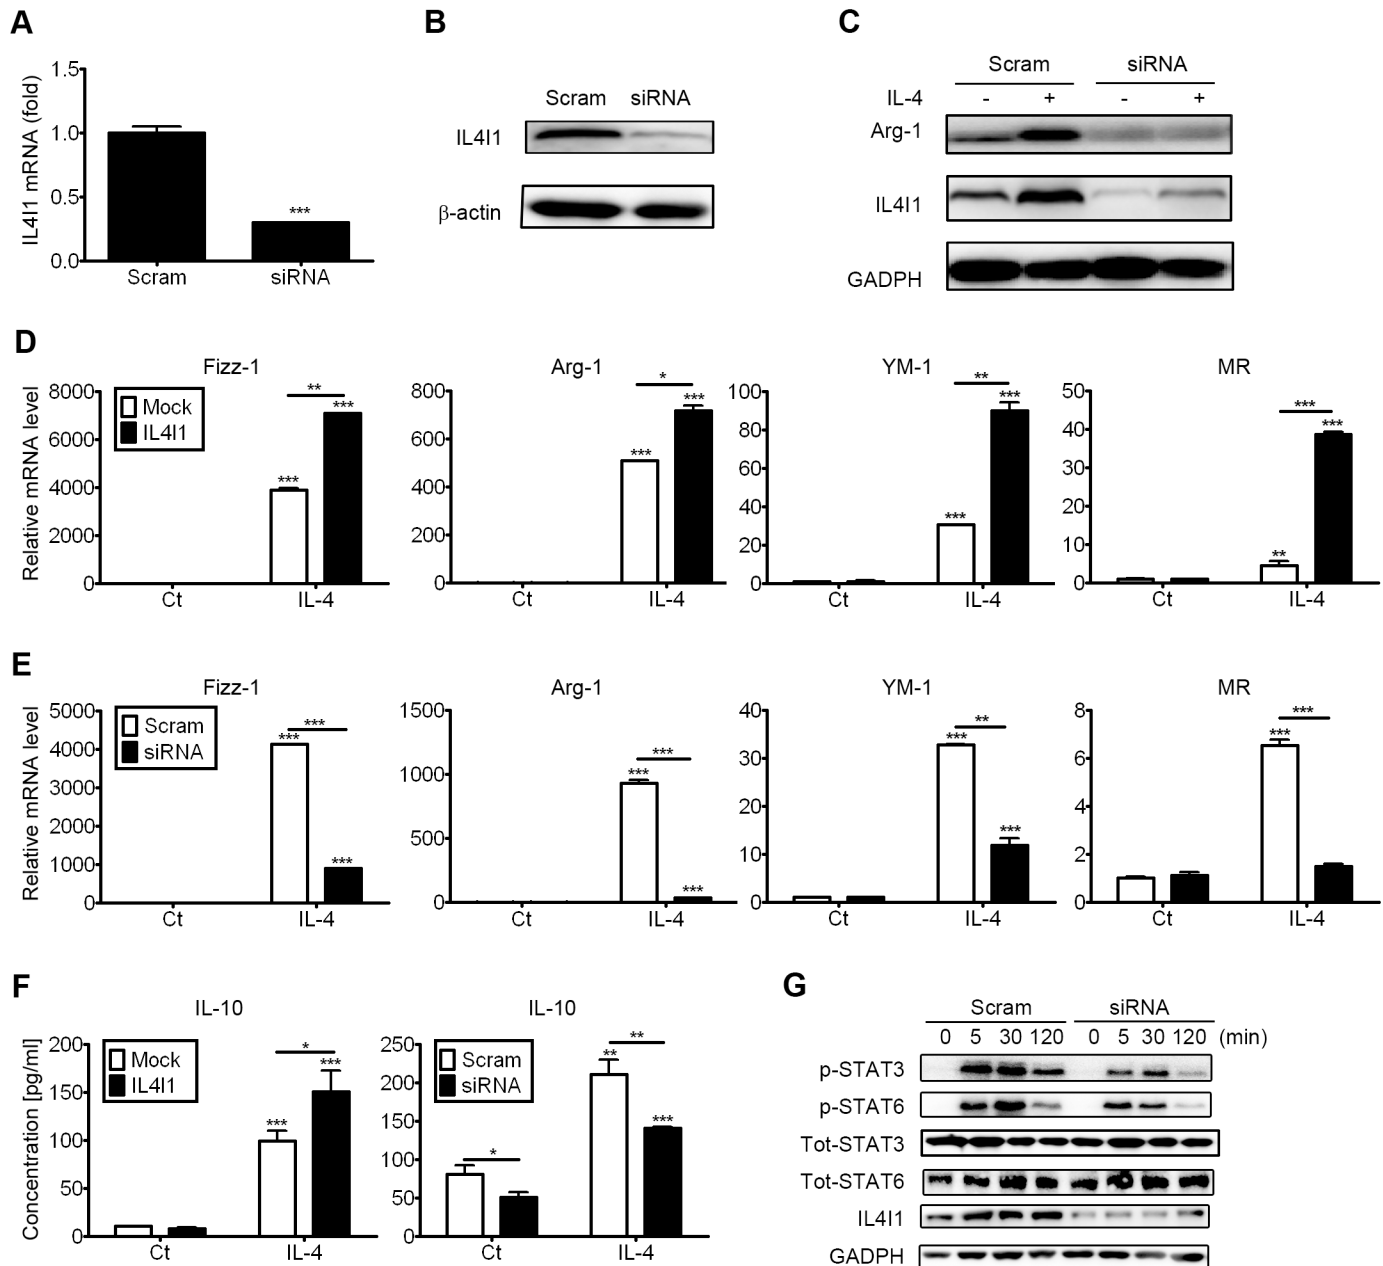 A
IL4I1 mRNA (fold)
1.5
1.0
0.5
0.0
***
Scram siRNA
B
Scram siRNA
IL4I1
β-actin
C
Scram siRNA
IL-4 - + - +
Arg-1
IL4I1
GADPH
D
Relative mRNA level
Fizz-1
8000
6000
4000
2000
0
Mock
IL4I1
**
***
***
Ct IL-4
Arg-1
800
600
400
200
0
*
***
***
Ct IL-4
YM-1
100
80
60
40
20
0
**
***
***
Ct IL-4
MR
50
40
30
20
10
0
***
***
**
Ct IL-4
E
Relative mRNA level
Fizz-1
5000
4000
3000
2000
1000
0
Scram
siRNA
***
***
***
Ct IL-4
Arg-1
1500
1000
500
0
***
***
***
Ct IL-4
YM-1
40
30
20
10
0
**
***
***
Ct IL-4
MR
8
6
4
2
0
***
***
Ct IL-4
F
Concentration [pg/ml]
IL-10
200
150
100
50
0
Mock
IL4I1
*
***
***
Ct IL-4
IL-10
250
200
150
100
50
0
Scram
siRNA
*
**
**
***
Ct IL-4
G
Scram siRNA
0 5 30 120 0 5 30 120 (min)
p-STAT3
p-STAT6
Tot-STAT3
Tot-STAT6
IL4I1
GADPH